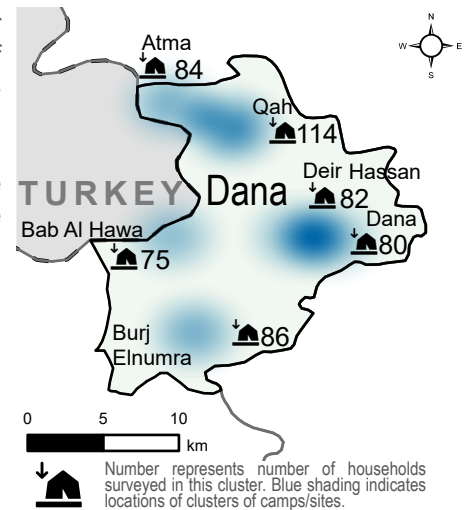 N
W E
S
Atma
84
Qah
114
Deir Hassan
82
TURKEY
Dana
Dana
80
Bab Al Hawa
75
Burj
Elnumra
86
0 5 10
km
Number represents number of households
surveyed in this cluster. Blue shading indicates
locations of clusters of camps/sites.